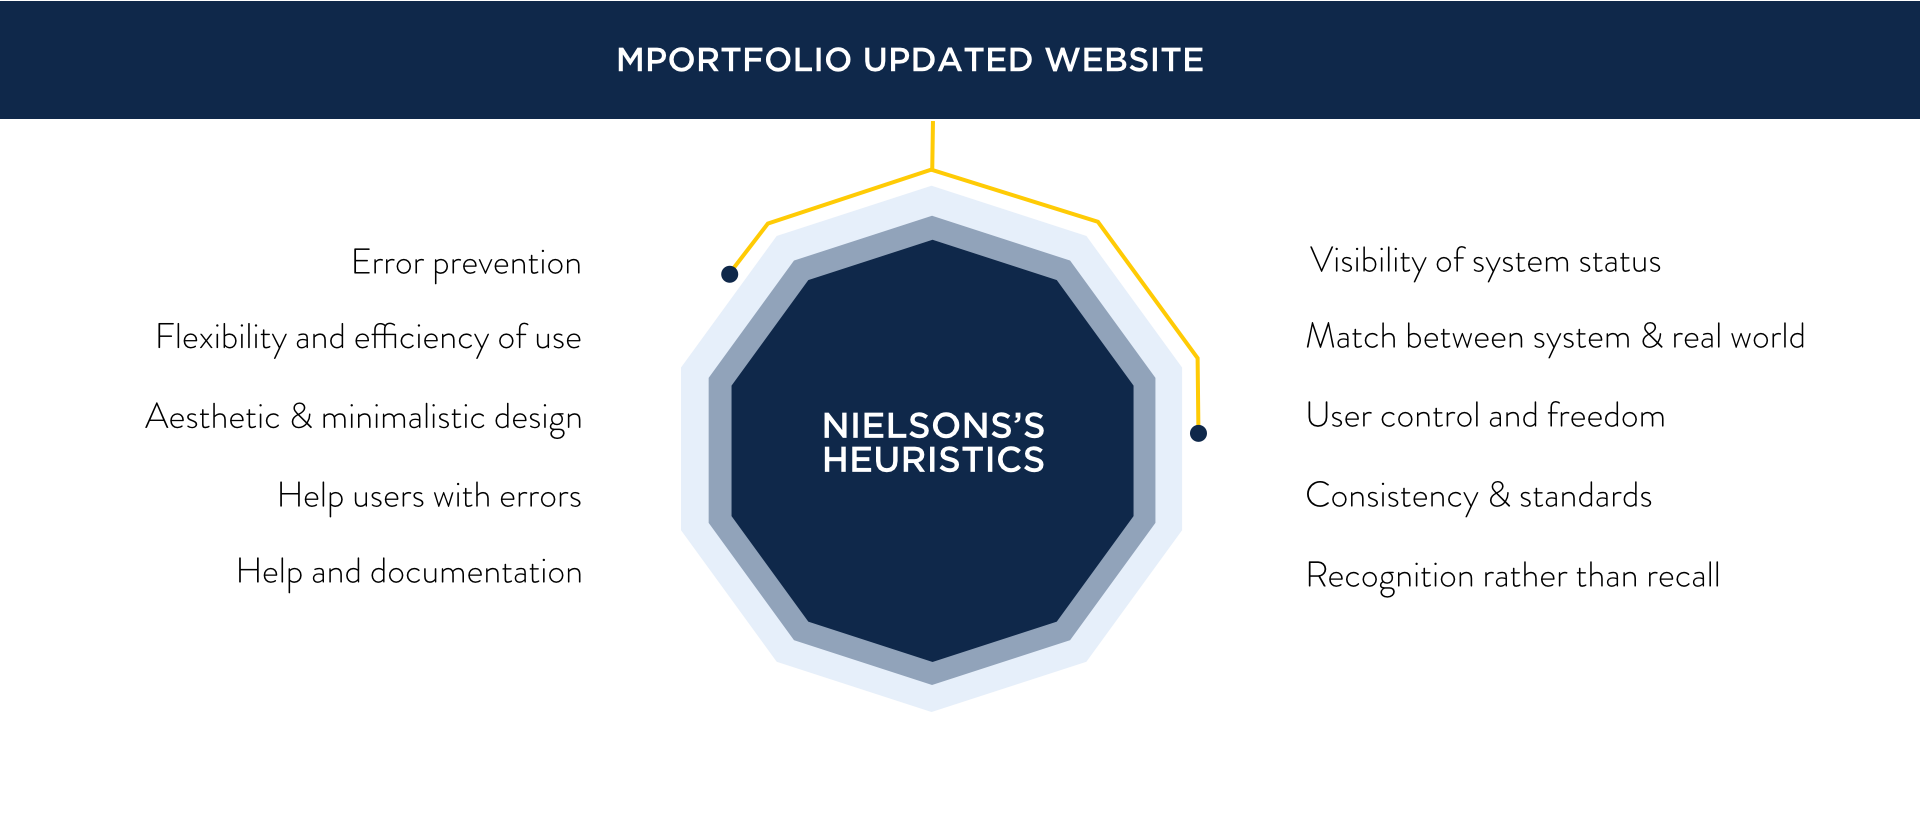 MPORTFOLIO UPDATED WEBSITE
Error prevention
Flexibility and efficiency of use
Aesthetic & minimalistic design
Help users with errors
Help and documentation
NIELSONS’S
HEURISTICS
Visibility of system status
Match between system & real world
User control and freedom
Consistency & standards
Recognition rather than recall